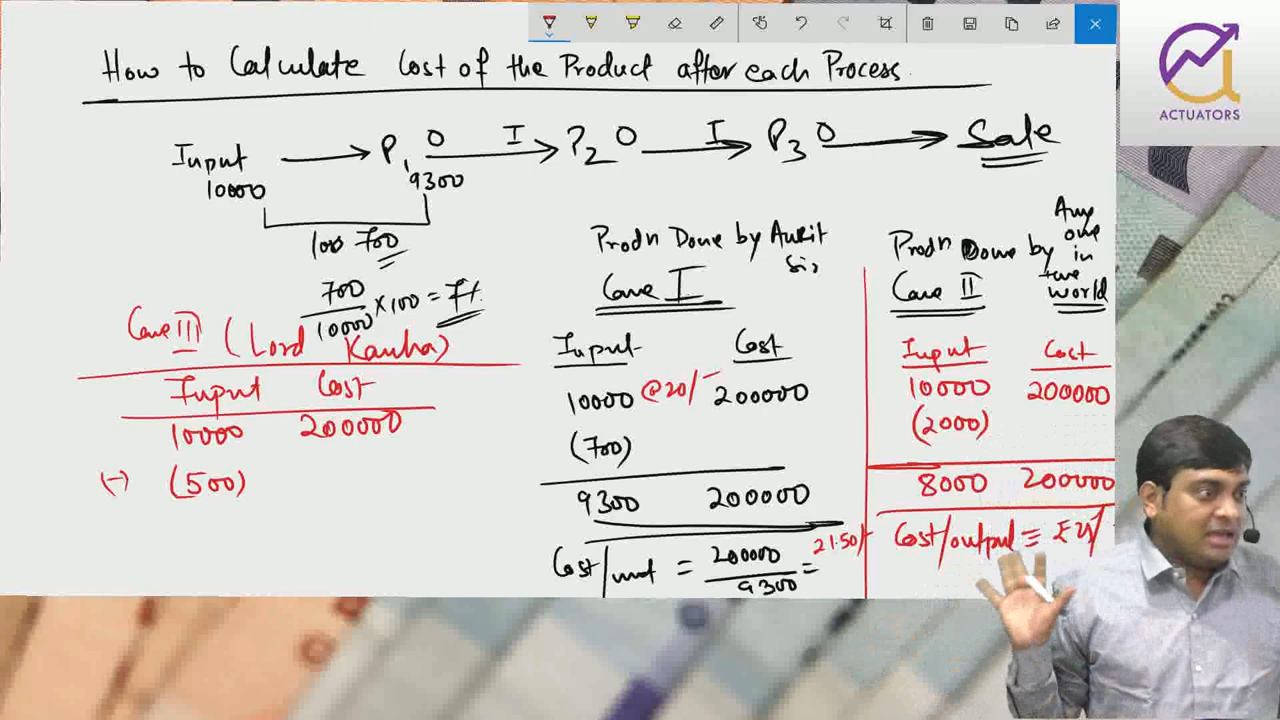 How to Calculate Cost of the Product after each Process.
ACTUATORS
Input → P1 O I → P2 O I → P3 O → Sale
10000 9300
100 700
700/10000 × 100 = 7%
Case III (Lord Kanha)
Input Cost
10000 200000
(-) (500)
Prodn Done by Ankit Sir
Case I
Input Cost
10000 @20/- 200000
(700)
9300 200000
Cost/unit = 200000/9300 = 21.50/-
Prodn Done by Any one in the world
Case II
Input Cost
10000 200000
(2000)
8000 200000
Cost/output =